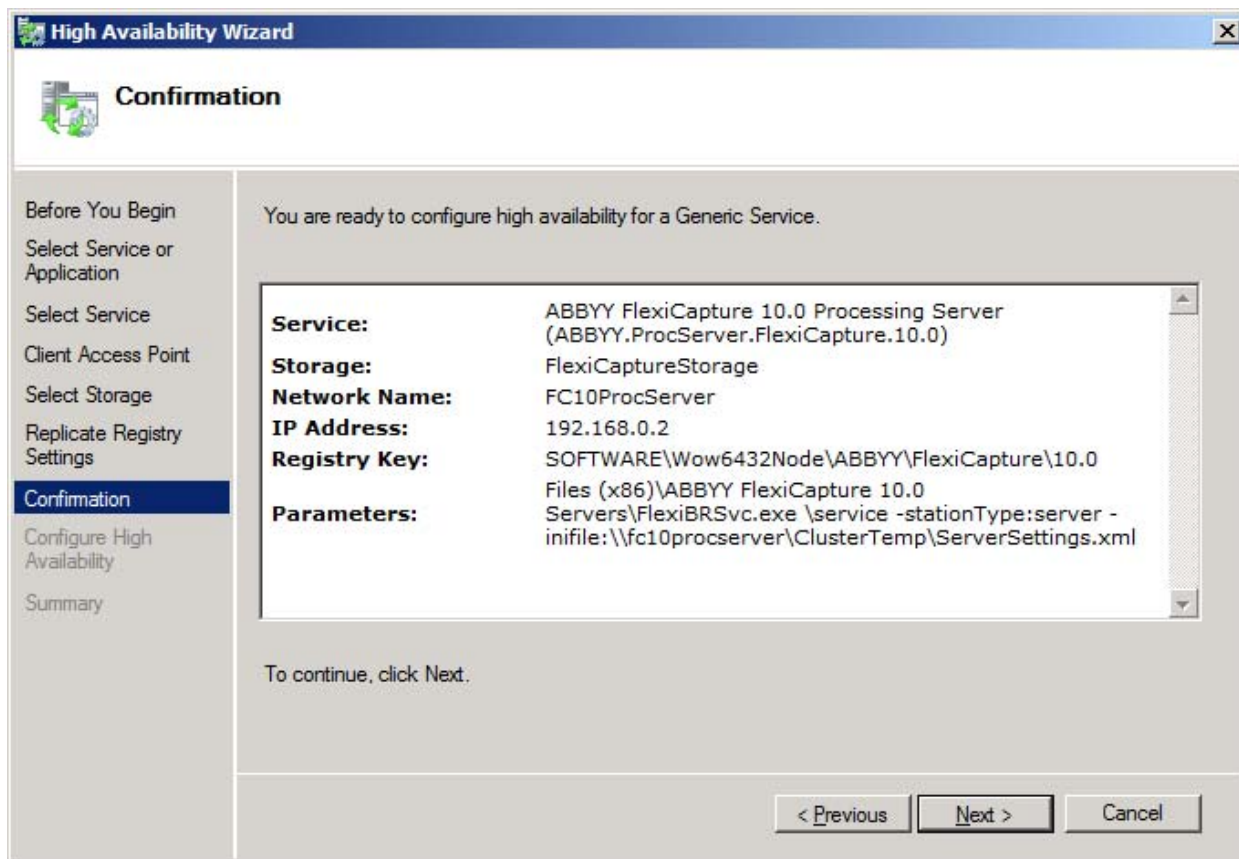 High Availability Wizard
Confirmation
Before You Begin
Select Service or
Application
Select Service
Client Access Point
Select Storage
Replicate Registry
Settings
Confirmation
Configure High
Availability
Summary
You are ready to configure high availability for a Generic Service.
Service: ABBYY FlexiCapture 10.0 Processing Server
(ABBYY.ProcServer.FlexiCapture.10.0)
Storage: FlexiCaptureStorage
Network Name: FC10ProcServer
IP Address: 192.168.0.2
Registry Key: SOFTWARE\Wow6432Node\ABBYY\FlexiCapture\10.0
Files (x86)\ABBYY FlexiCapture 10.0
Parameters: Servers\FlexiBRSvc.exe \service -stationType:server -
inifile:\\fc10procserver\ClusterTemp\ServerSettings.xml
To continue, click Next.
< Previous Next > Cancel